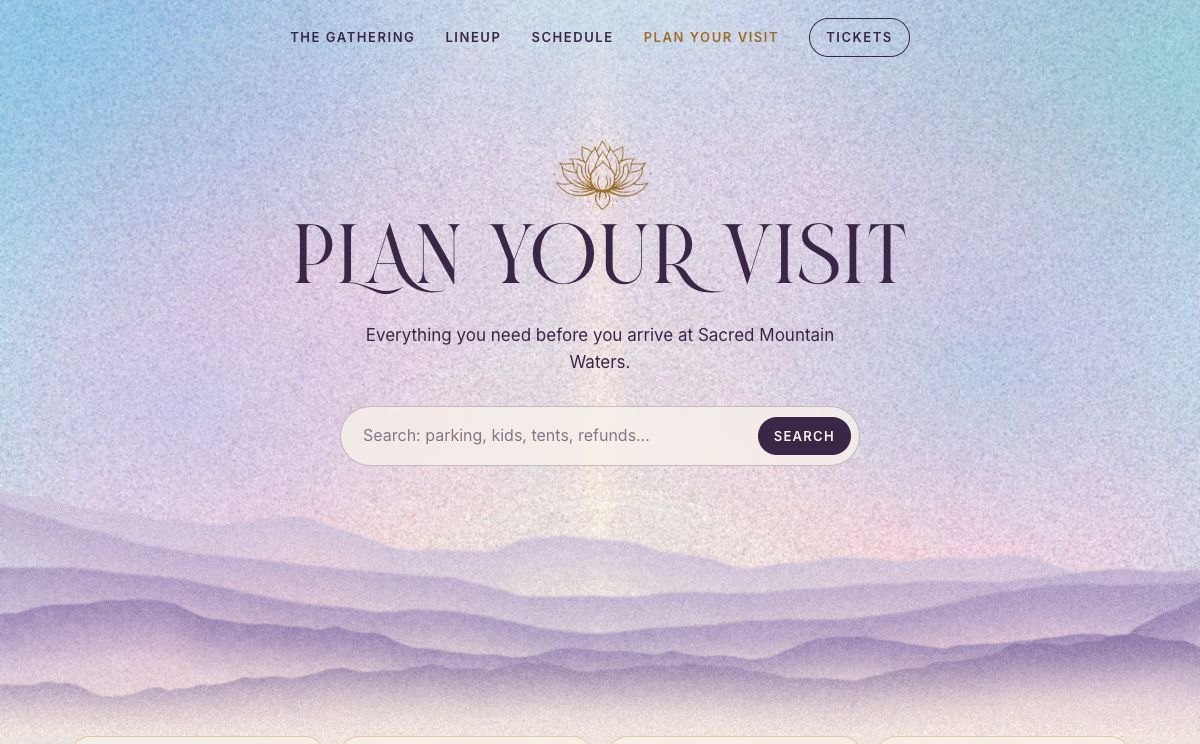 THE GATHERING LINEUP SCHEDULE PLAN YOUR VISIT TICKETS
PLAN YOUR VISIT
Everything you need before you arrive at Sacred Mountain
Waters.
Search: parking, kids, tents, refunds... SEARCH